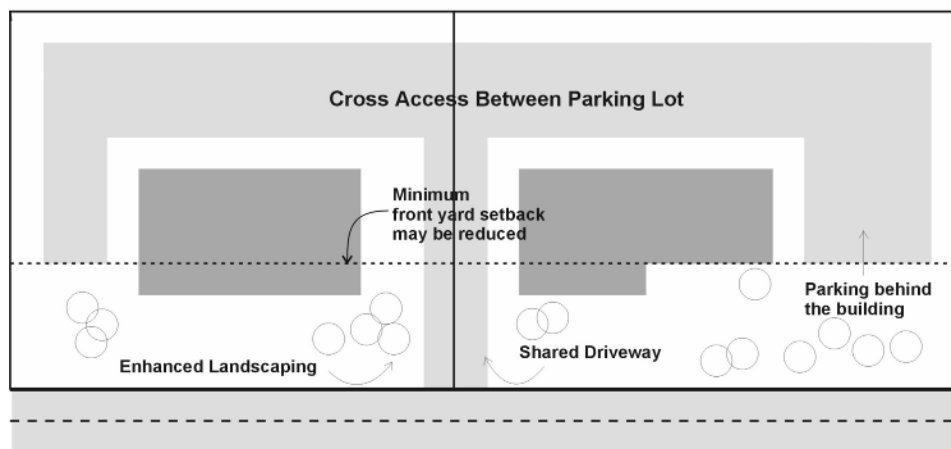 Cross Access Between Parking Lot
Minimum
front yard setback
may be reduced
Parking behind
the building
Enhanced Landscaping
Shared Driveway